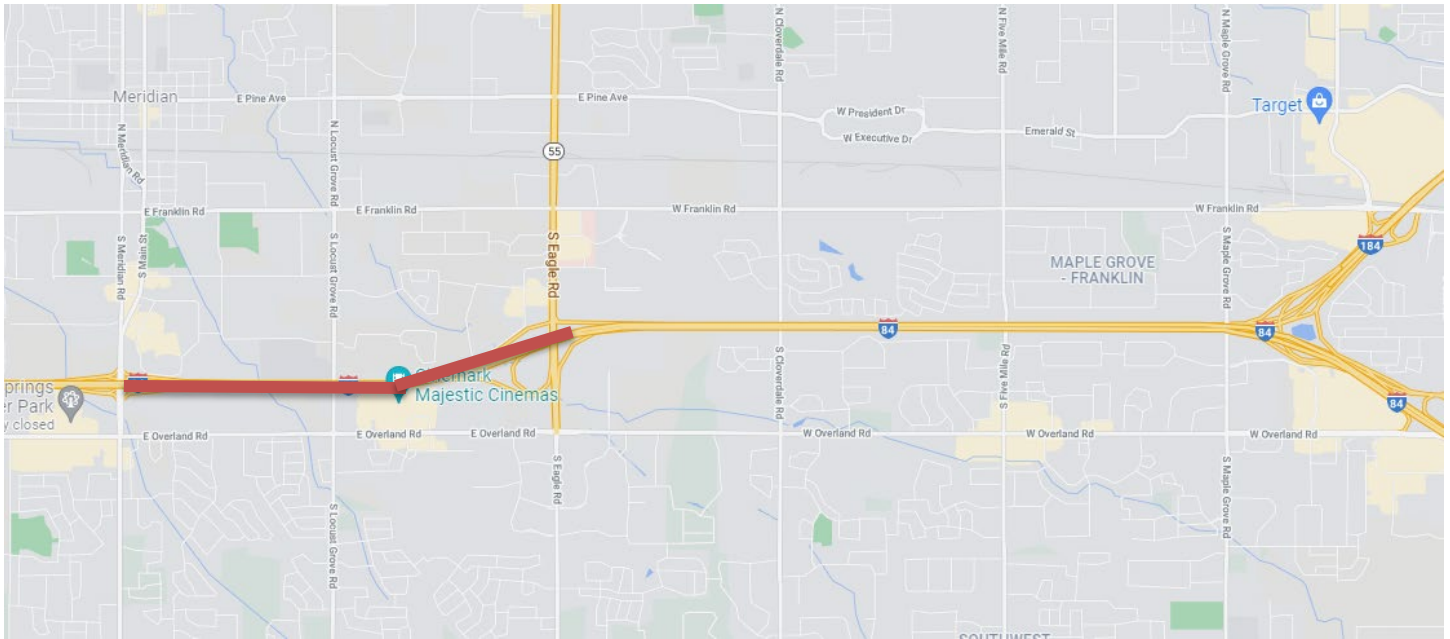 N Cloverdale Rd
N Five Mile Rd
N Maple Grove Rd
Meridian
E Pine Ave
E Pine Ave
W President Dr
W Executive Dr
Emerald St
Target
55
N Meridian Rd
N Locust Grove Rd
E Franklin Rd
E Franklin Rd
W Franklin Rd
W Franklin Rd
S Meridian Rd
S Main St
S Locust Grove Rd
S Eagle Rd
S Maple Grove Rd
184
MAPLE GROVE
- FRANKLIN
84
84
S Cloverdale Rd
S Five Mile Rd
Majestic Cinemas
er Park
y closed
84
E Overland Rd
E Overland Rd
E Overland Rd
W Overland Rd
W Overland Rd
W Overland Rd
S Eagle Rd
S Maple Grove Rd
S Locust Grove Rd
SOUTHWEST